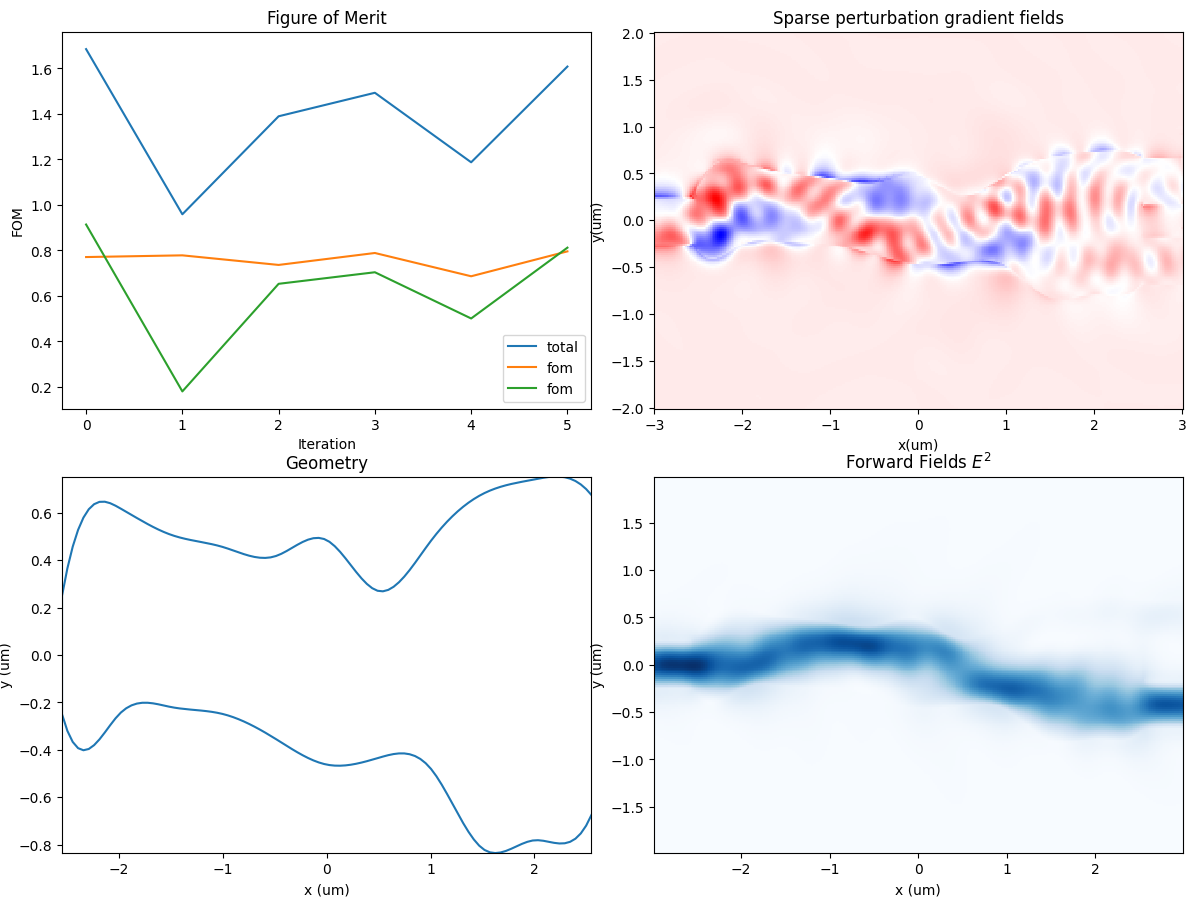 Figure of Merit
FOM
1.6
1.4
1.2
1.0
0.8
0.6
0.4
0.2
total
fom
fom
0 1 2 3 4 5
Iteration
Sparse perturbation gradient fields
y(um)
2.0
1.5
1.0
0.5
0.0
−0.5
−1.0
−1.5
−2.0
−3 −2 −1 0 1 2 3
x(um)
Geometry
y (um)
0.6
0.4
0.2
0.0
−0.2
−0.4
−0.6
−0.8
−2 −1 0 1 2
x (um)
Forward Fields E²
y (um)
1.5
1.0
0.5
0.0
−0.5
−1.0
−1.5
−2 −1 0 1 2
x (um)